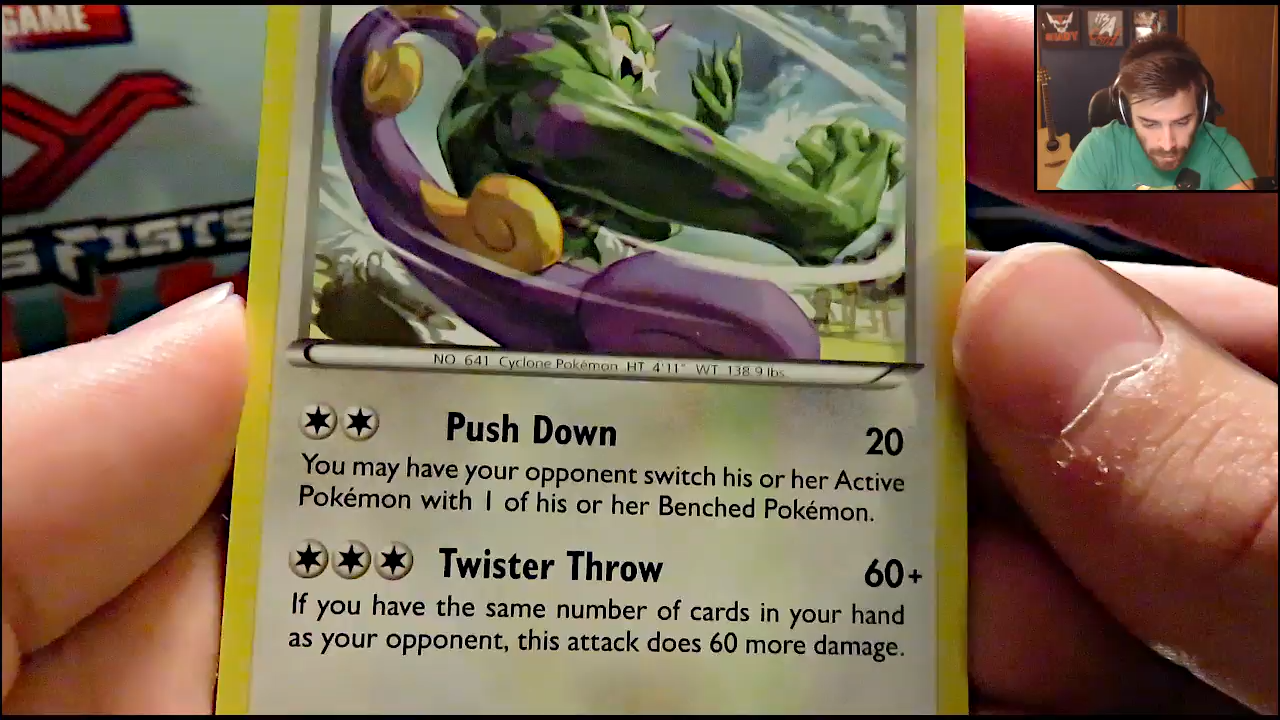 GAME
Y
S FISTS
NO. 641 Cyclone Pokémon HT 4'11" WT 138.9 lbs.
Push Down 20
You may have your opponent switch his or her Active
Pokémon with 1 of his or her Benched Pokémon.
Twister Throw 60+
If you have the same number of cards in your hand
as your opponent, this attack does 60 more damage.